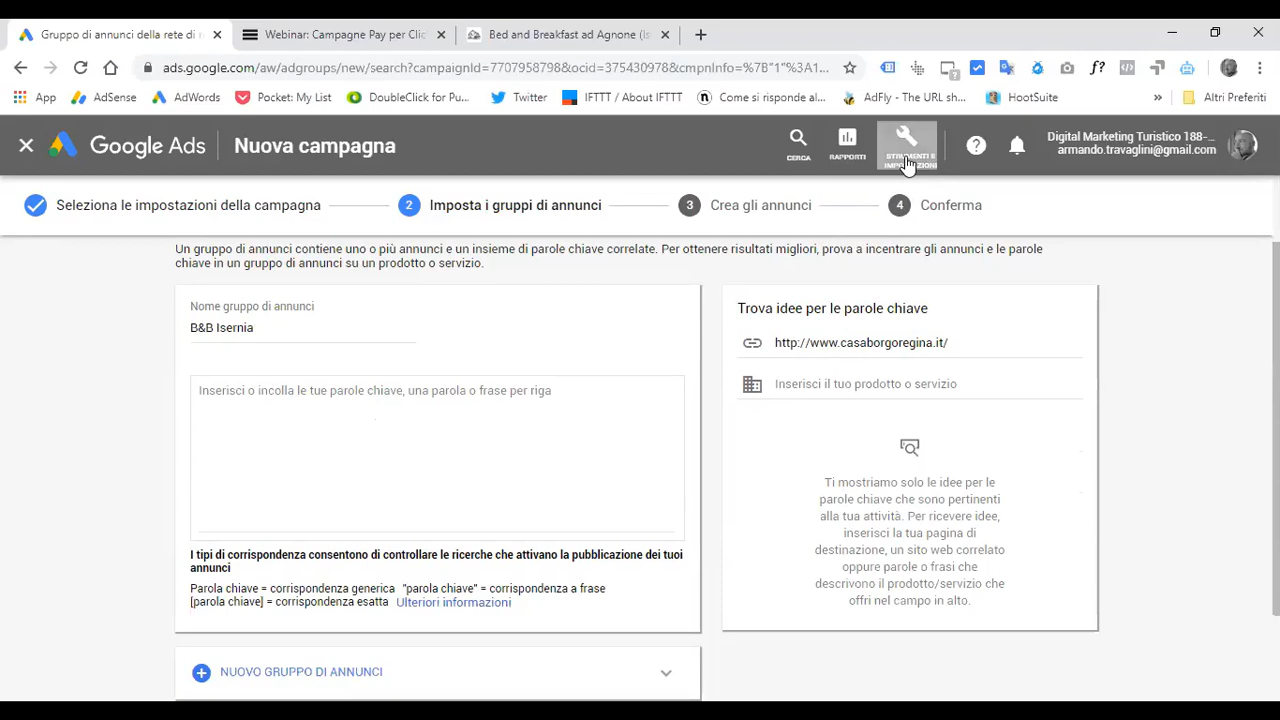 Gruppo di annunci della rete di r
Webinar: Campagne Pay per Clic
Bed and Breakfast ad Agnone (Is
ads.google.com/aw/adgroups/new/search?campaignId=7707958798&ocid=375430978&cmpnInfo=%7B"1"%3A1...
App
AdSense
AdWords
Pocket: My List
DoubleClick for Pu...
Twitter
IFTTT / About IFTTT
Come si risponde al...
AdFly - The URL sh...
HootSuite
»
Altri Preferiti
Google Ads
Nuova campagna
CERCA
RAPPORTI
STRUMENTI E
IMPOSTAZIONI
Digital Marketing Turistico 188-...
armando.travaglini@gmail.com
Seleziona le impostazioni della campagna
2 Imposta i gruppi di annunci
3 Crea gli annunci
4 Conferma
Un gruppo di annunci contiene uno o più annunci e un insieme di parole chiave correlate. Per ottenere risultati migliori, prova a incentrare gli annunci e le parole
chiave in un gruppo di annunci su un prodotto o servizio.
Nome gruppo di annunci
B&B Isernia
Inserisci o incolla le tue parole chiave, una parola o frase per riga
I tipi di corrispondenza consentono di controllare le ricerche che attivano la pubblicazione dei tuoi
annunci
Parola chiave = corrispondenza generica "parola chiave" = corrispondenza a frase
[parola chiave] = corrispondenza esatta Ulteriori informazioni
NUOVO GRUPPO DI ANNUNCI
Trova idee per le parole chiave
http://www.casaborgoregina.it/
Inserisci il tuo prodotto o servizio
Ti mostriamo solo le idee per le
parole chiave che sono pertinenti
alla tua attività. Per ricevere idee,
inserisci la tua pagina di
destinazione, un sito web correlato
oppure parole o frasi che
descrivono il prodotto/servizio che
offri nel campo in alto.